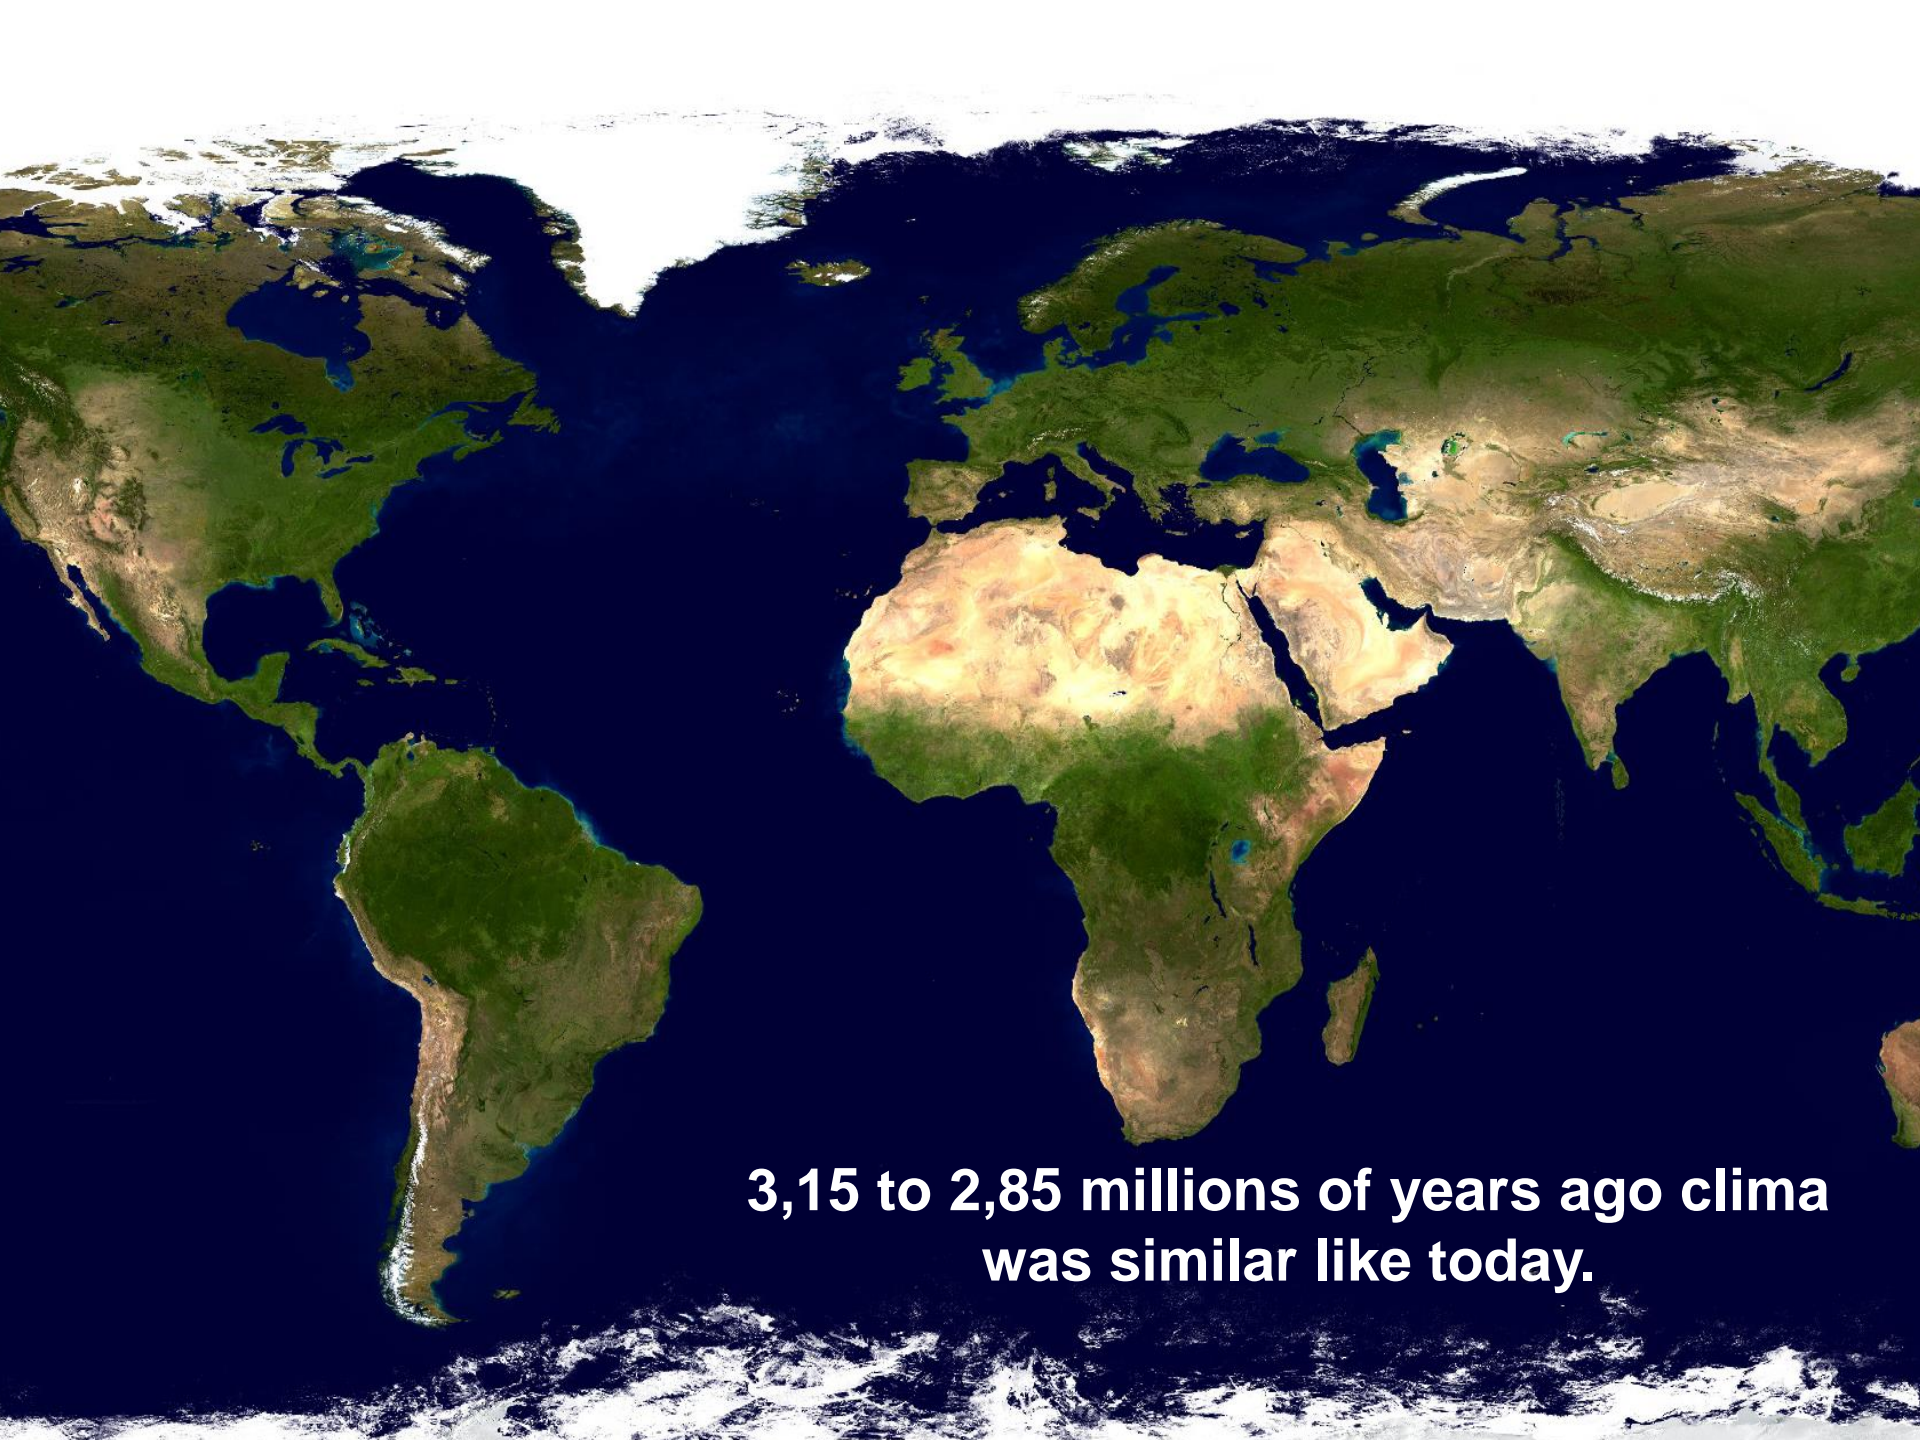 3,15 to 2,85 millions of years ago clima
was similar like today.